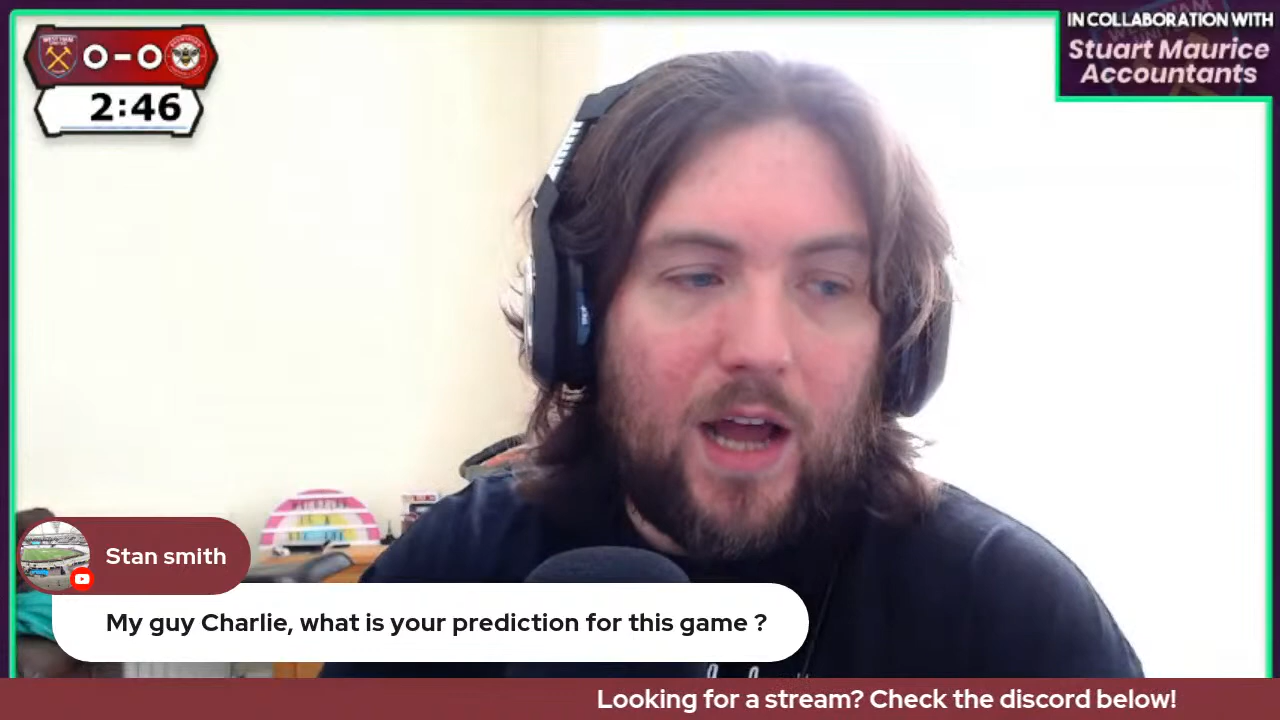 0-0
2:46
IN COLLABORATION WITH
Stuart Maurice
Accountants
Stan smith
My guy Charlie, what is your prediction for this game ?
Looking for a stream? Check the discord below!